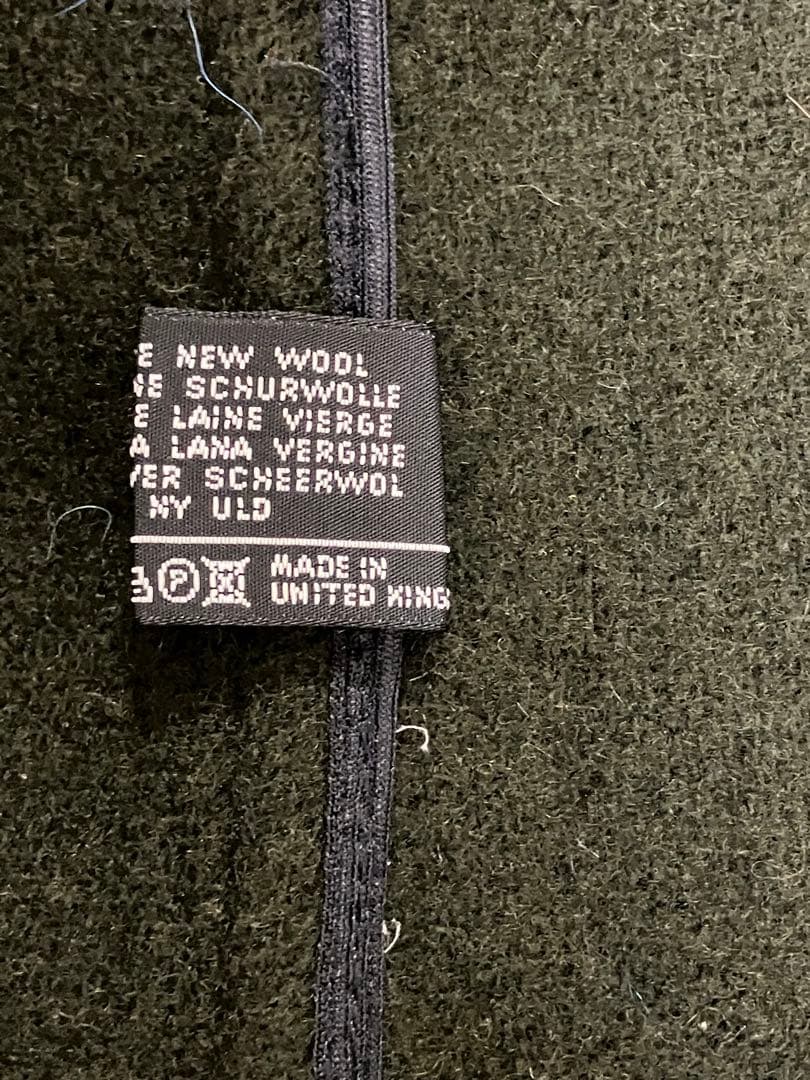 E NEW WOOL
NE SCHURWOLLE
E LAINE VIERGE
A LANA VERGINE
VER SCHEERWOL
NY ULD
P MADE IN
UNITED KING